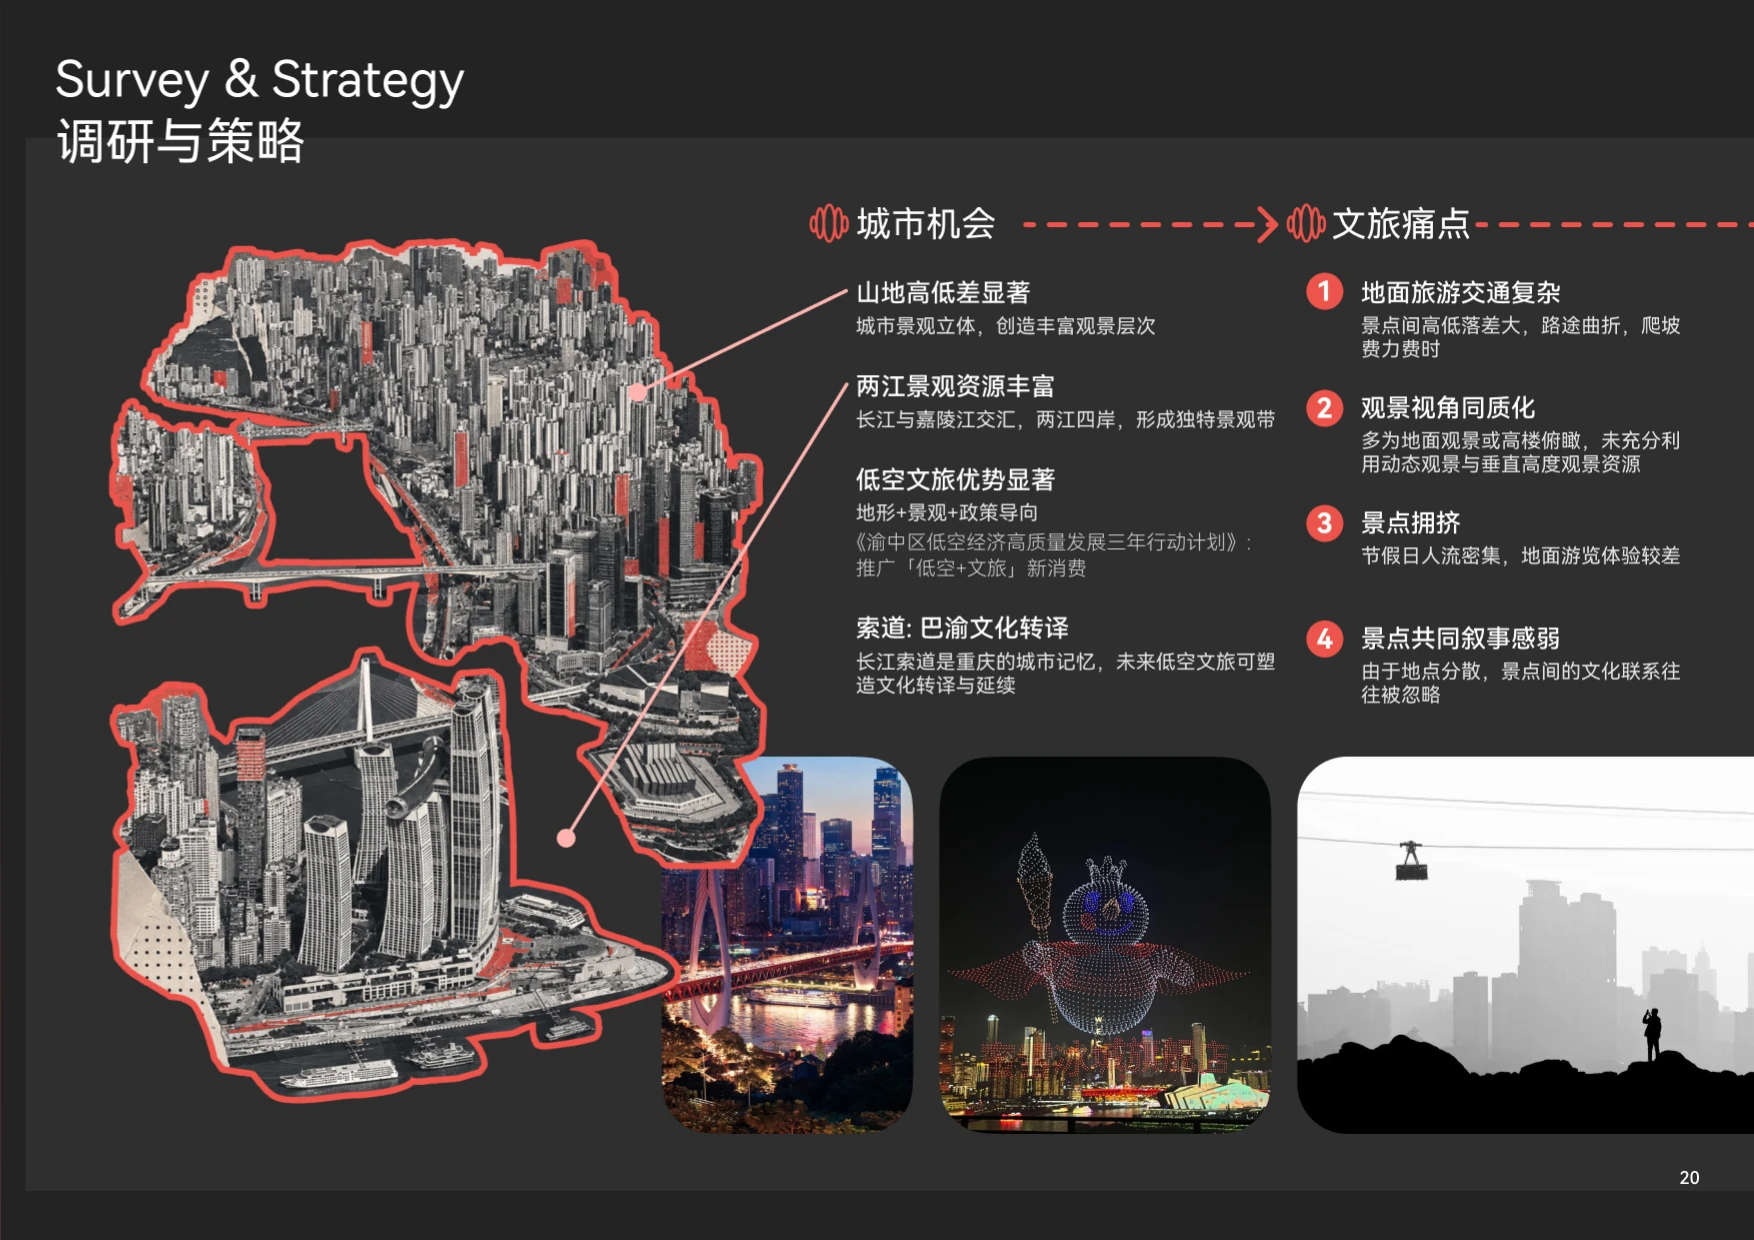 Survey & Strategy
调研与策略
城市机会
山地高低差显著
城市景观立体，创造丰富观景层次
两江景观资源丰富
长江与嘉陵江交汇，两江四岸，形成独特景观带
低空文旅优势显著
地形+景观+政策导向
《渝中区低空经济高质量发展三年行动计划》:
推广「低空+文旅」新消费
索道: 巴渝文化转译
长江索道是重庆的城市记忆，未来低空文旅可塑
造文化转译与延续
文旅痛点
1 地面旅游交通复杂
景点间高低落差大，路途曲折，爬坡
费力费时
2 观景视角同质化
多为地面观景或高楼俯瞰，未充分利
用动态观景与垂直高度观景资源
3 景点拥挤
节假日人流密集，地面游览体验较差
4 景点共同叙事感弱
由于地点分散，景点间的文化联系往
往被忽略
20